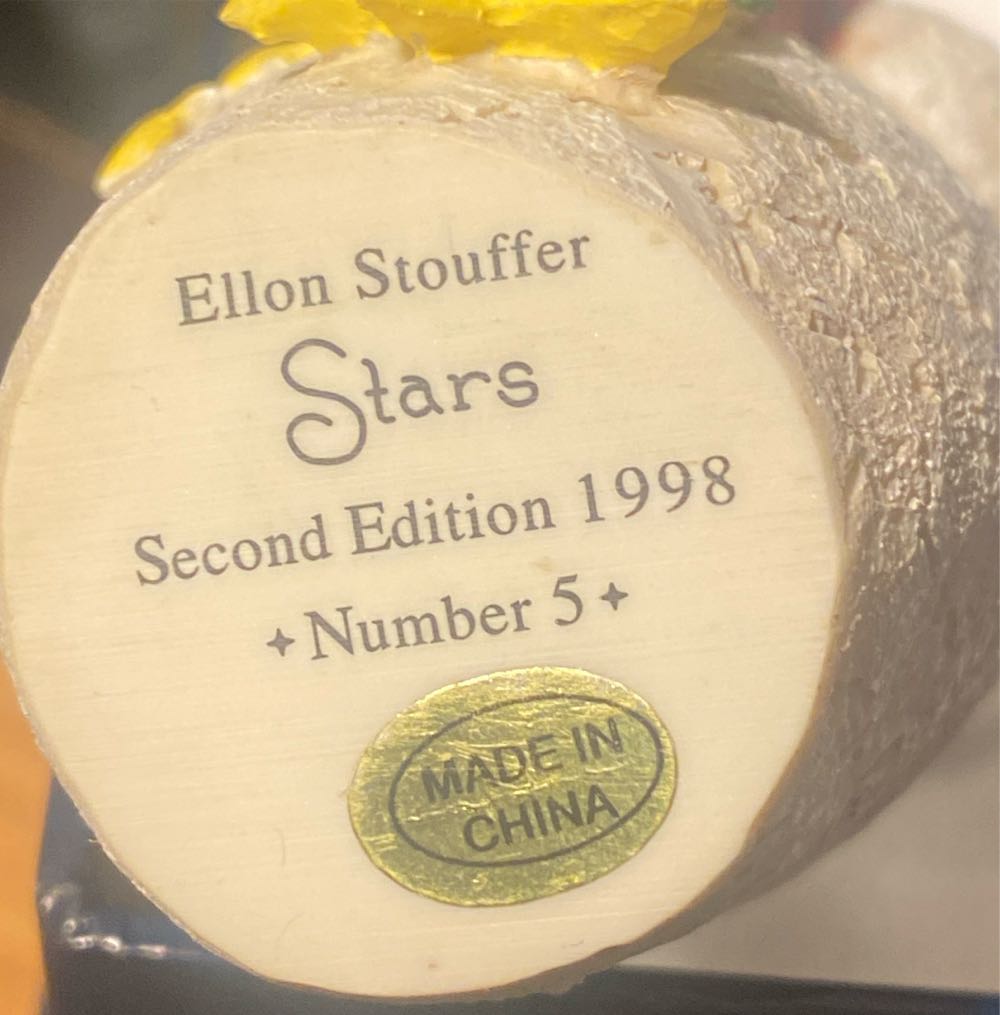 Ellon Stouffer
Stars
Second Edition 1998
✦ Number 5 ✦
MADE IN
CHINA